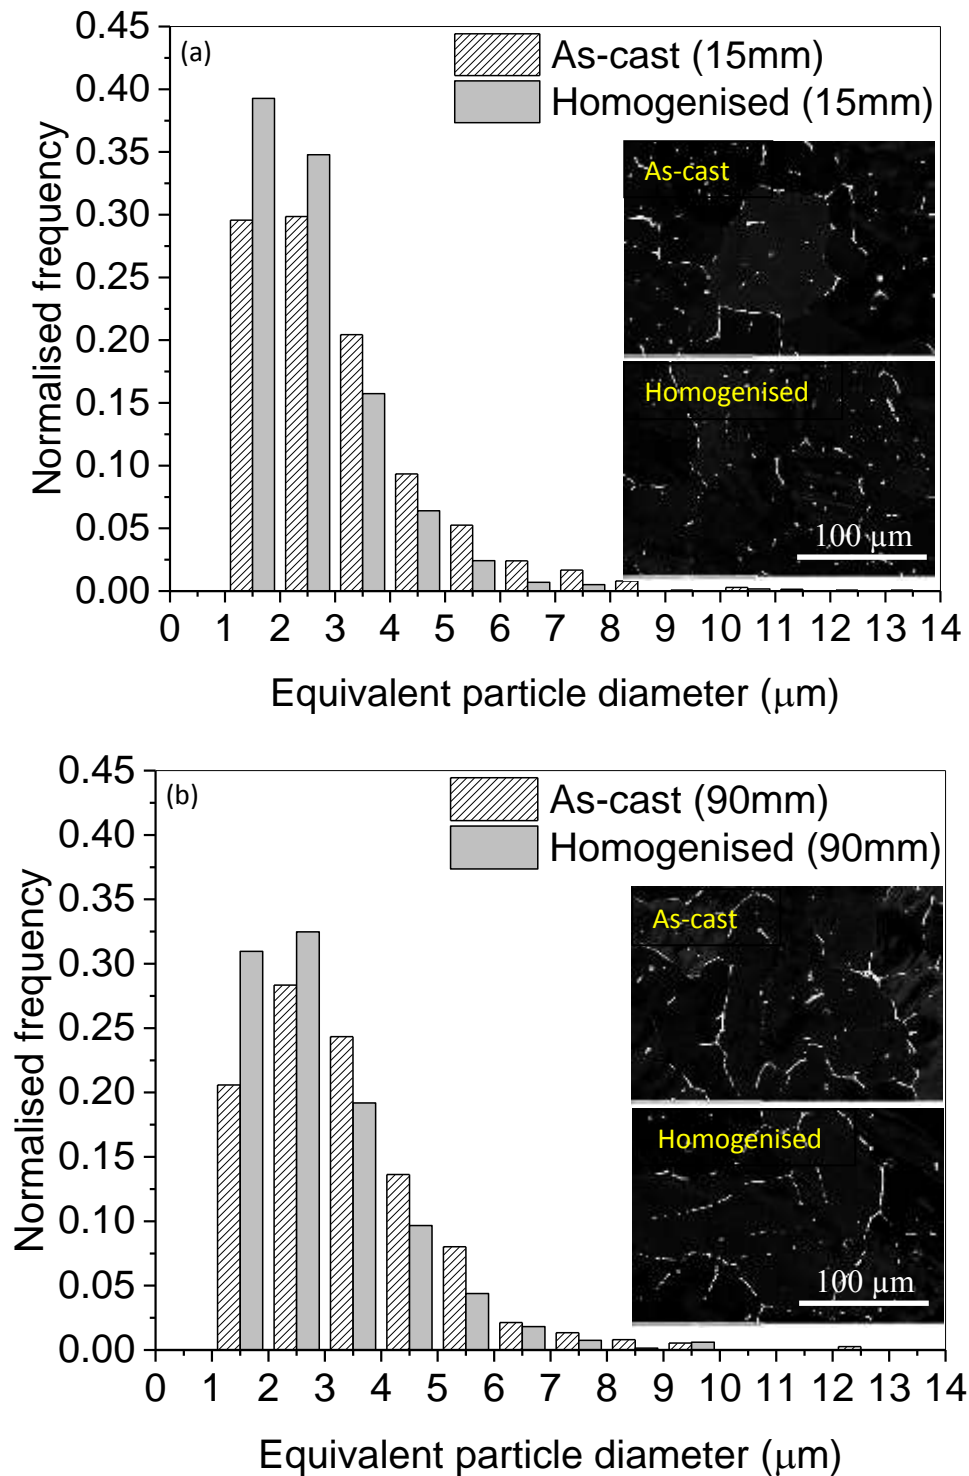 (a)
As-cast (15mm)
Homogenised (15mm)
0.45
0.40
0.35
0.30
0.25
0.20
0.15
0.10
0.05
0.00
Normalised frequency
As-cast
Homogenised
100 µm
0 1 2 3 4 5 6 7 8 9 10 11 12 13 14
Equivalent particle diameter (μm)
(b)
As-cast (90mm)
Homogenised (90mm)
0.45
0.40
0.35
0.30
0.25
0.20
0.15
0.10
0.05
0.00
Normalised frequency
As-cast
Homogenised
100 µm
0 1 2 3 4 5 6 7 8 9 10 11 12 13 14
Equivalent particle diameter (μm)